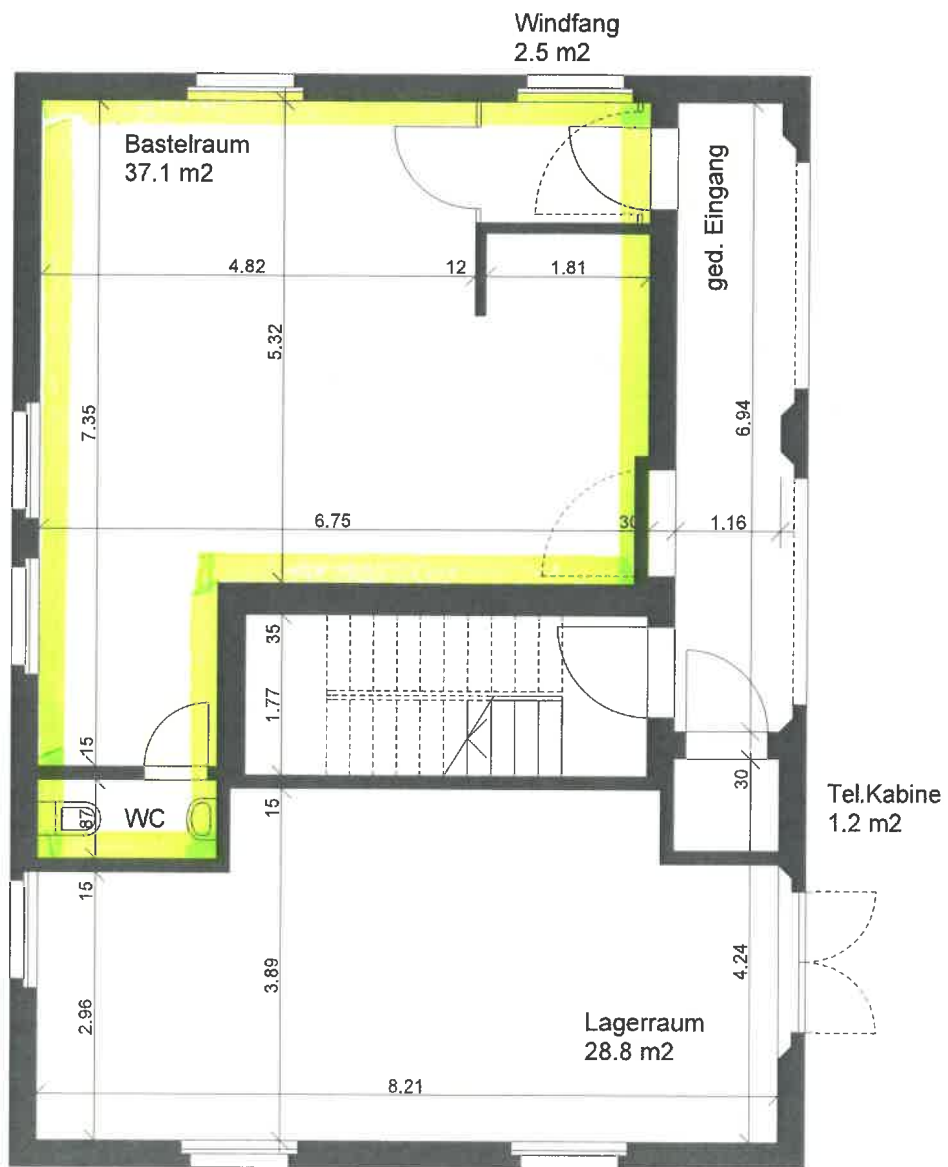 Windfang
2.5 m2
Bastelraum
37.1 m2
ged. Eingang
4.82
12
1.81
5.32
7.35
6.94
6.75
30
1.16
35
1.77
15
15
30
Tel.Kabine
1.2 m2
87
WC
15
3.89
4.24
2.96
Lagerraum
28.8 m2
8.21